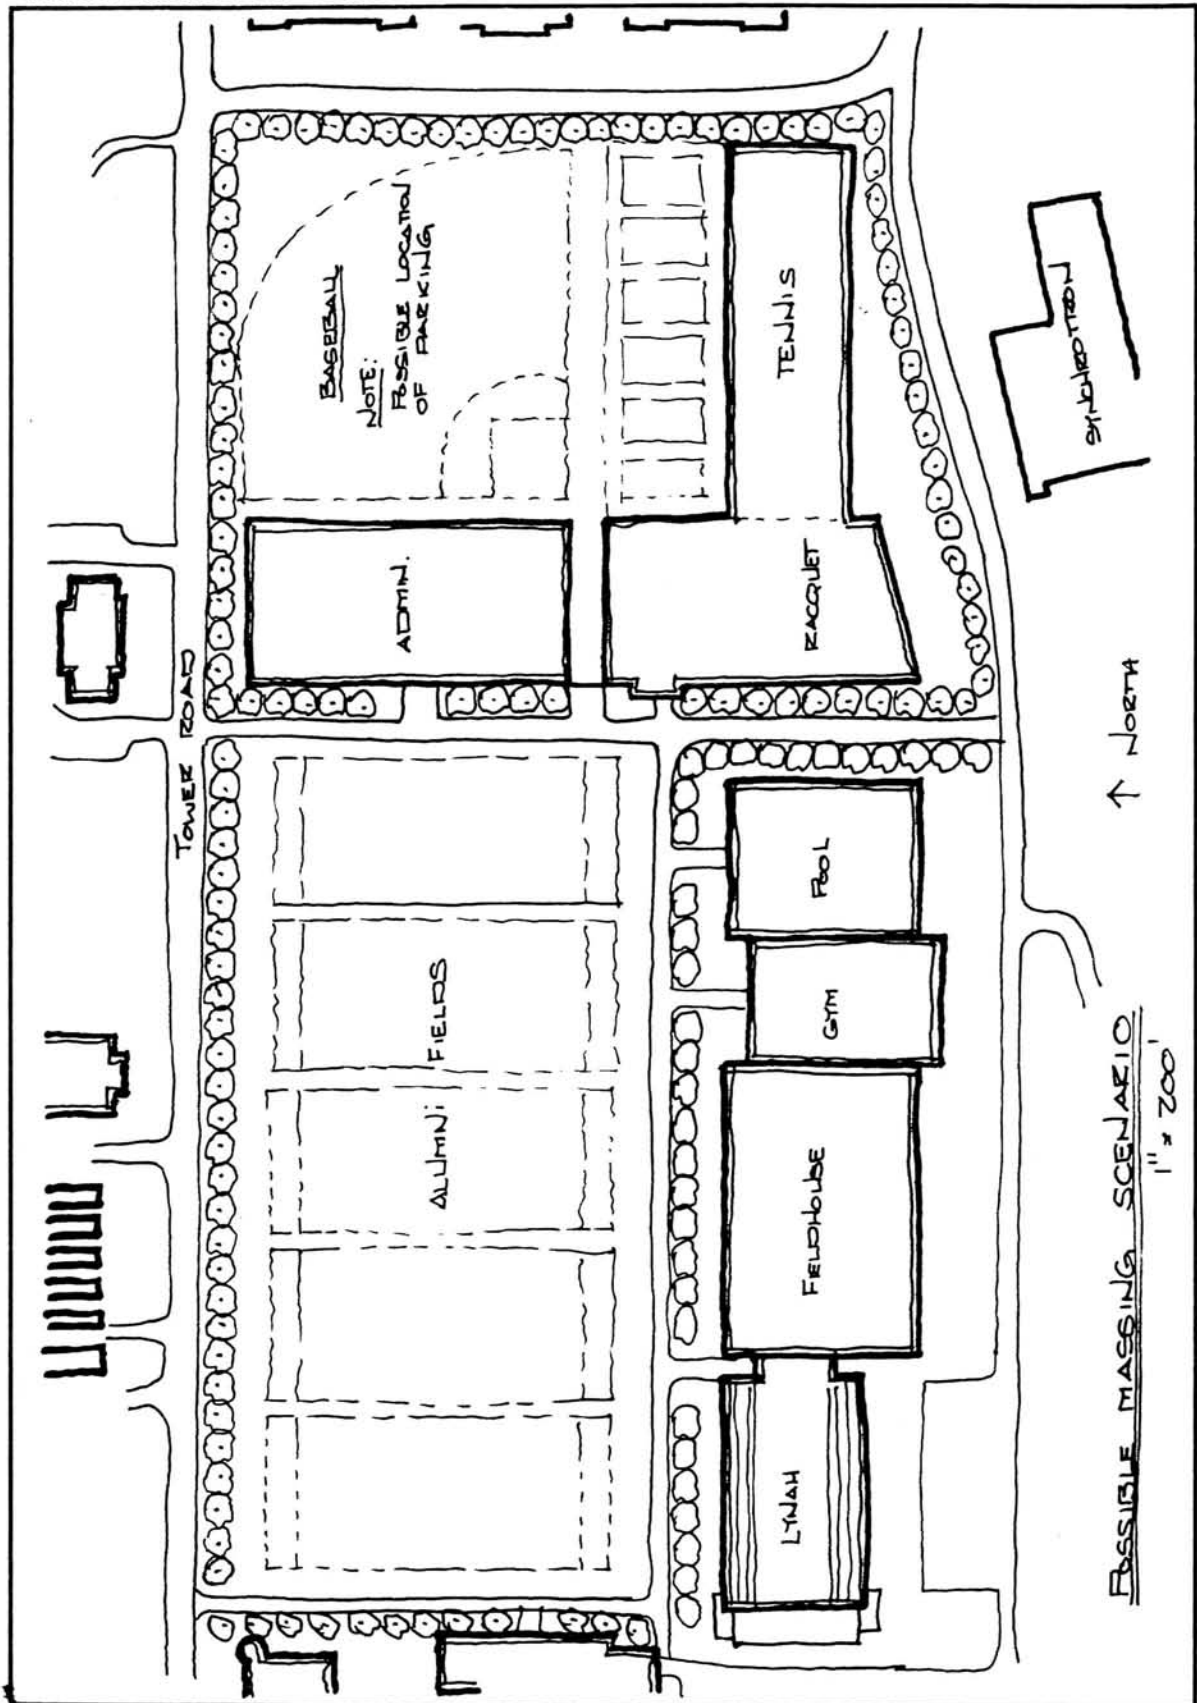 TOWER ROAD
BASEBALL
NOTE:
POSSIBLE LOCATION
OF PARKING
ADMIN.
TENNIS
RACQUET
SYNCHROTRON
ALUMNI FIELDS
POOL
GYM
FIELDHOUSE
LYNAH
↑ NORTH
POSSIBLE MASSING SCENARIO
1" = 200'